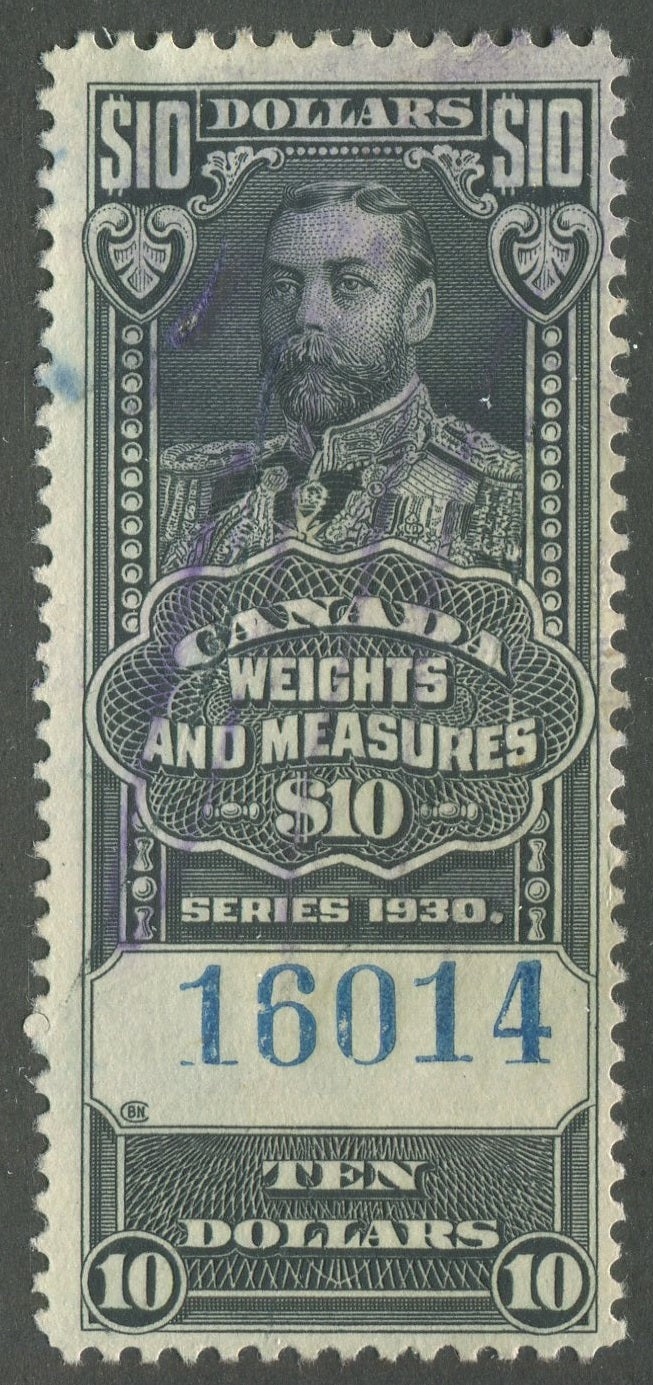 $10 DOLLARS $10
CANADA
WEIGHTS
AND MEASURES
$10
SERIES 1930.
16014
BN
TEN
DOLLARS
10 10